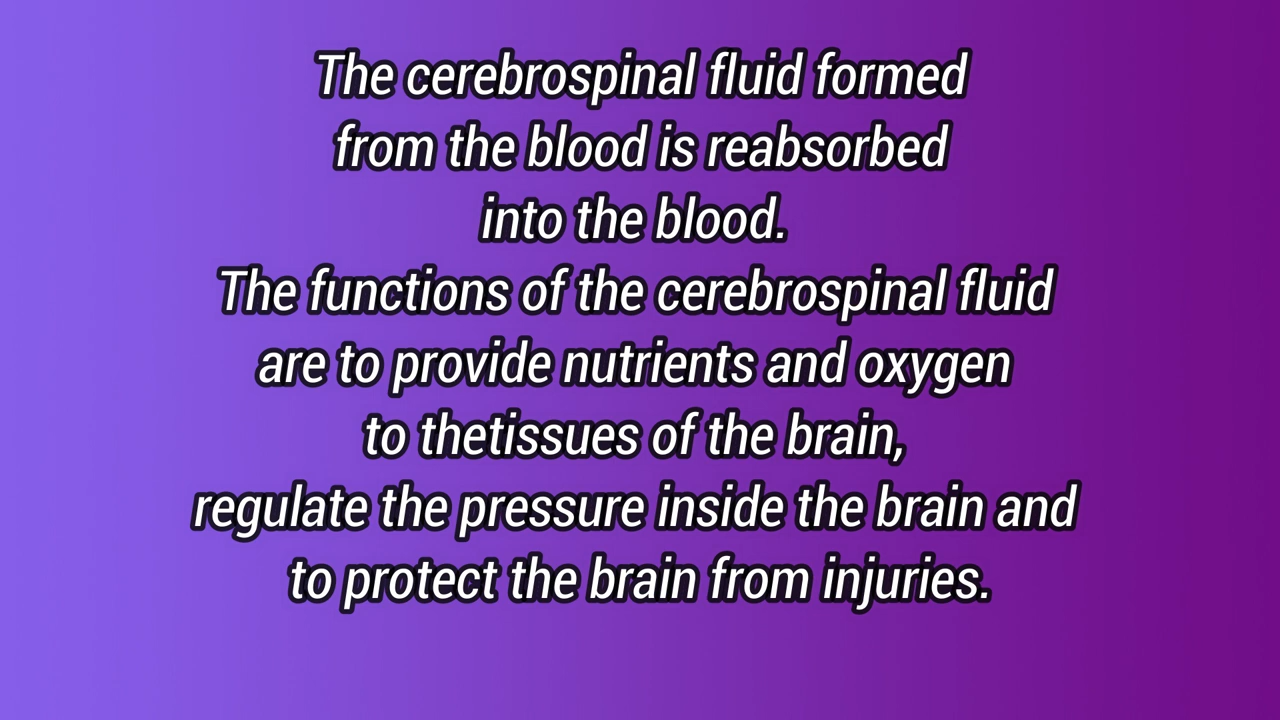 The cerebrospinal fluid formed
from the blood is reabsorbed
into the blood.
The functions of the cerebrospinal fluid
are to provide nutrients and oxygen
to thetissues of the brain,
regulate the pressure inside the brain and
to protect the brain from injuries.